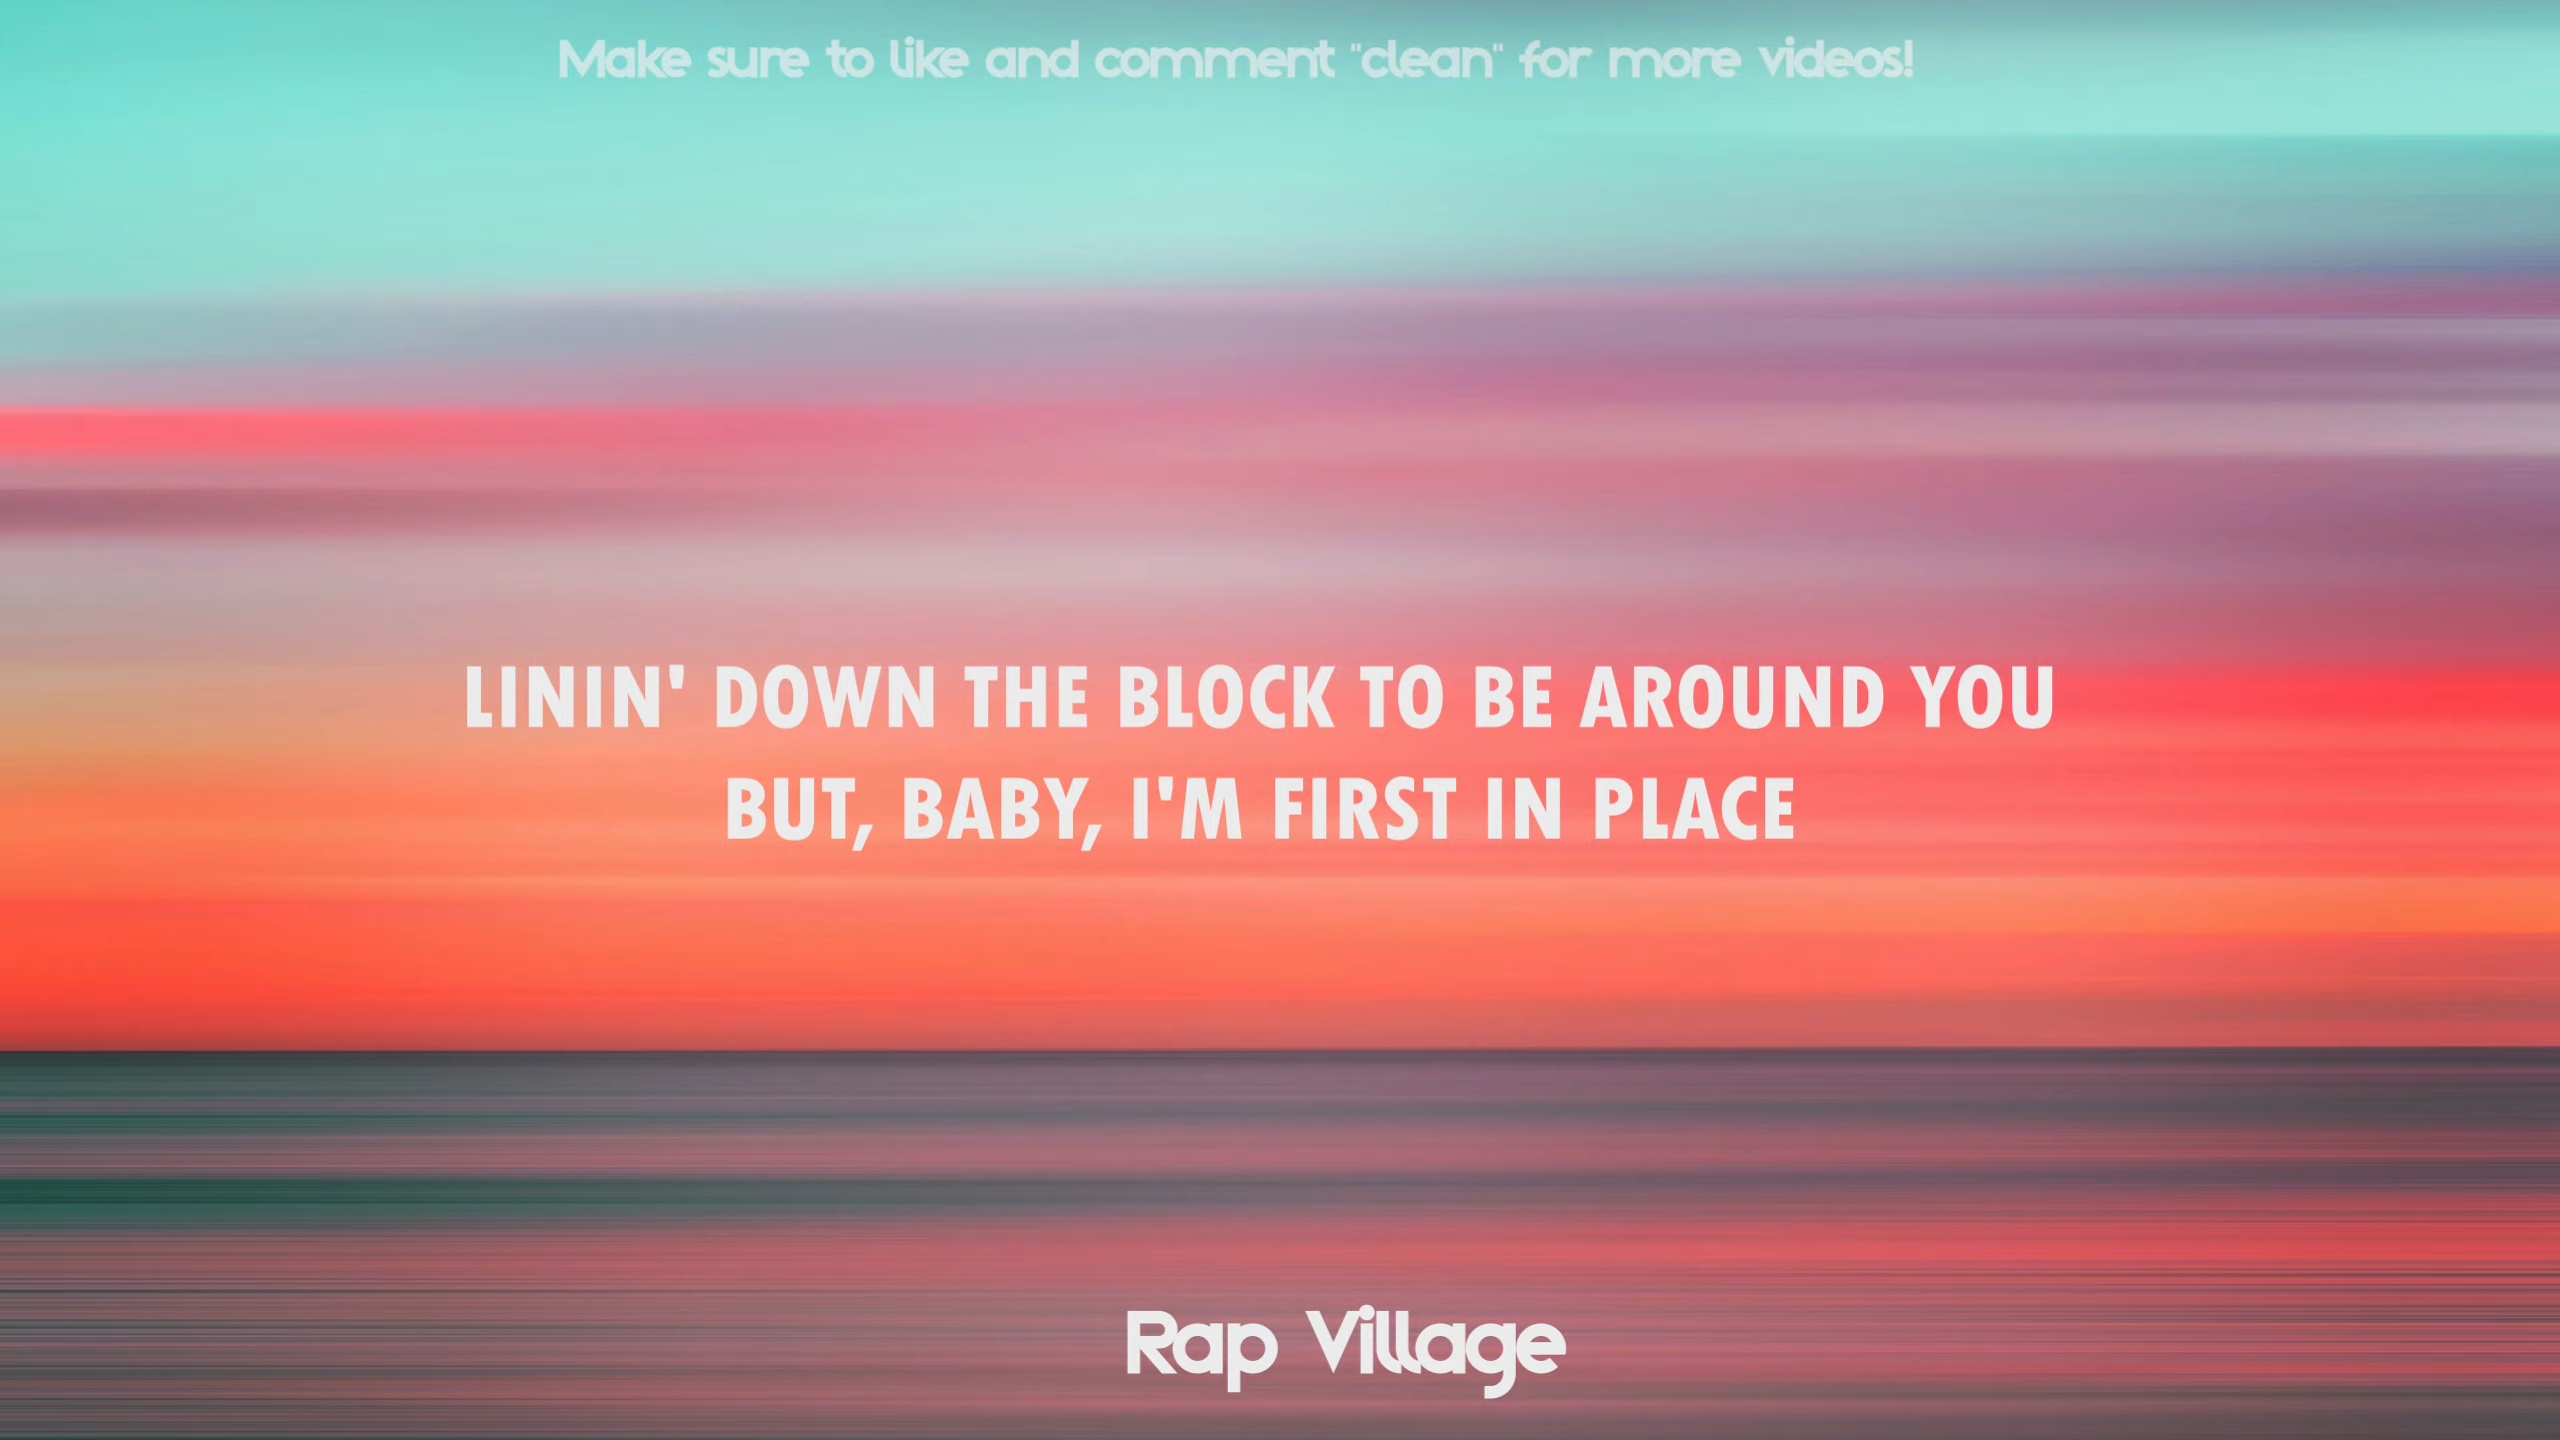 Make sure to like and comment "clean" for more videos!
LININ' DOWN THE BLOCK TO BE AROUND YOU
BUT, BABY, I'M FIRST IN PLACE
Rap Village